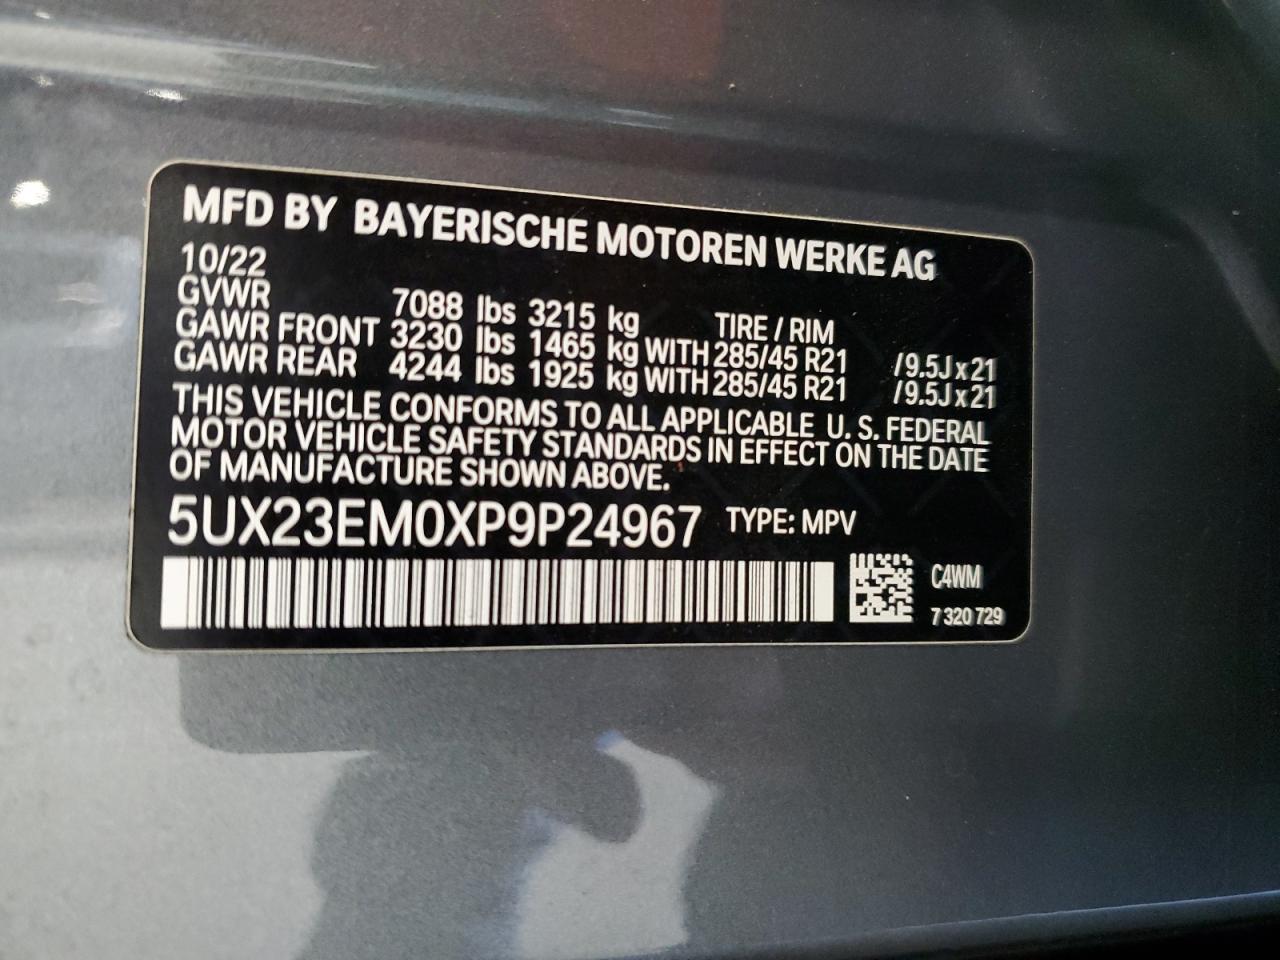 MFD BY BAYERISCHE MOTOREN WERKE AG
10/22
GVWR 7088 lbs 3215 kg TIRE / RIM
GAWR FRONT 3230 lbs 1465 kg WITH 285/45 R21 /9.5J x 21
GAWR REAR 4244 lbs 1925 kg WITH 285/45 R21 /9.5J x 21
THIS VEHICLE CONFORMS TO ALL APPLICABLE U. S. FEDERAL
MOTOR VEHICLE SAFETY STANDARDS IN EFFECT ON THE DATE
OF MANUFACTURE SHOWN ABOVE.
5UX23EM0XP9P24967 TYPE: MPV
C4WM
7 320 729